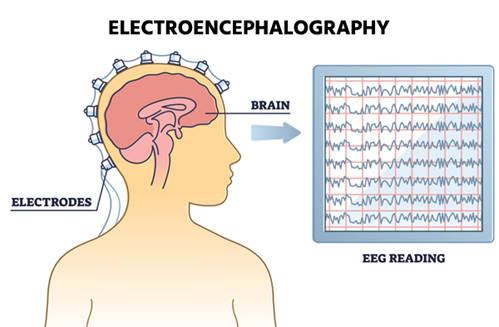 ELECTROENCEPHALOGRAPHY
BRAIN
ELECTRODES
EEG READING